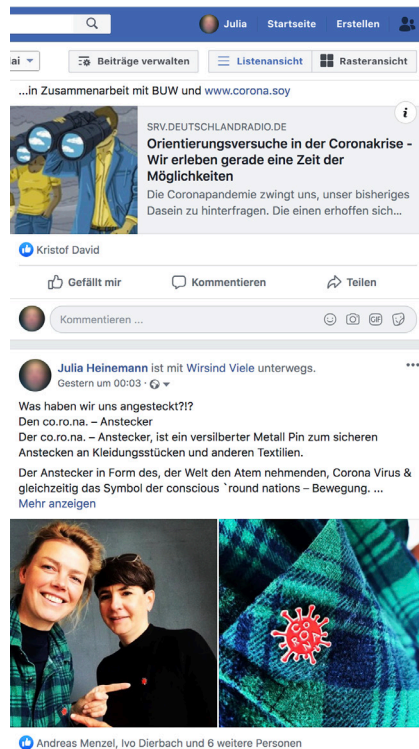 Julia Startseite Erstellen
Beiträge verwalten Listenansicht Rasteransicht
...in Zusammenarbeit mit BUW und www.corona.soy
i
SRV.DEUTSCHLANDRADIO.DE
Orientierungsversuche in der Coronakrise -
Wir erleben gerade eine Zeit der
Möglichkeiten
Die Coronapandemie zwingt uns, unser bisheriges
Dasein zu hinterfragen. Die einen erhoffen sich...
Kristof David
Gefällt mir Kommentieren Teilen
Kommentieren ... GIF
Julia Heinemann ist mit Wirsind Viele unterwegs.
Gestern um 00:03 ·
Was haben wir uns angesteckt?!?
Den co.ro.na. – Anstecker
Der co.ro.na. – Anstecker, ist ein versilberter Metall Pin zum sicheren
Anstecken an Kleidungsstücken und anderen Textilien.
Der Anstecker in Form des, der Welt den Atem nehmenden, Corona Virus &
gleichzeitig das Symbol der conscious `round nations – Bewegung. ...
Mehr anzeigen
CO
RO
NA
Andreas Menzel, Ivo Dierbach und 6 weitere Personen